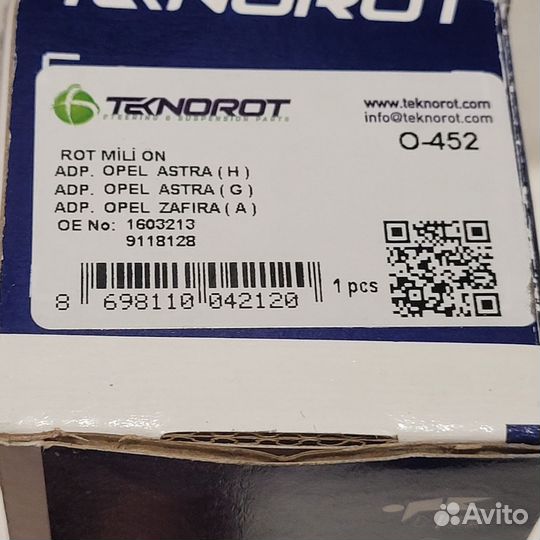 TEKNOROT
TEKNOROT
STEERING & SUSPENSION PARTS
www.teknorot.com
info@teknorot.com
O-452
ROT MİLİ ON
ADP. OPEL ASTRA ( H )
ADP. OPEL ASTRA ( G )
ADP. OPEL ZAFIRA ( A )
OE No: 1603213
9118128
8 698110 042120
1 pcs
Avito